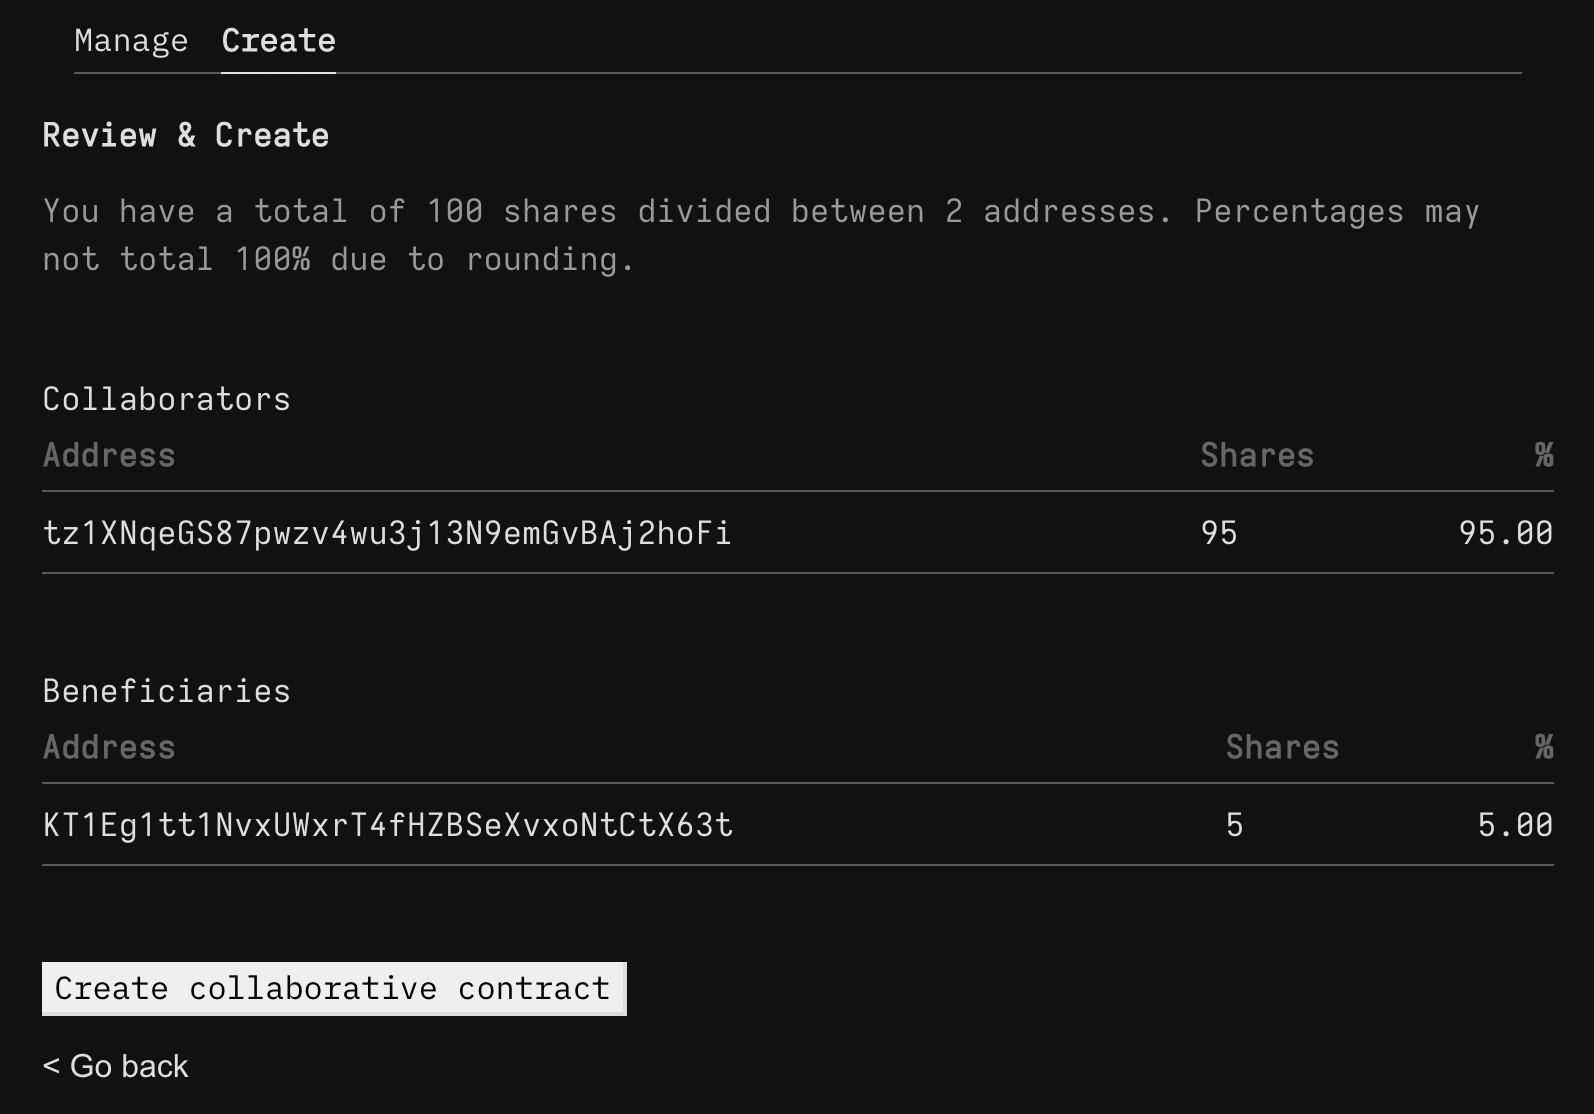 Manage Create
Review & Create
You have a total of 100 shares divided between 2 addresses. Percentages may
not total 100% due to rounding.
Collaborators
Address Shares %
tz1XNqeGS87pwzv4wu3j13N9emGvBAj2hoFi 95 95.00
Beneficiaries
Address Shares %
KT1Eg1tt1NvxUWxrT4fHZBSeXvxoNtCtX63t 5 5.00
Create collaborative contract
< Go back